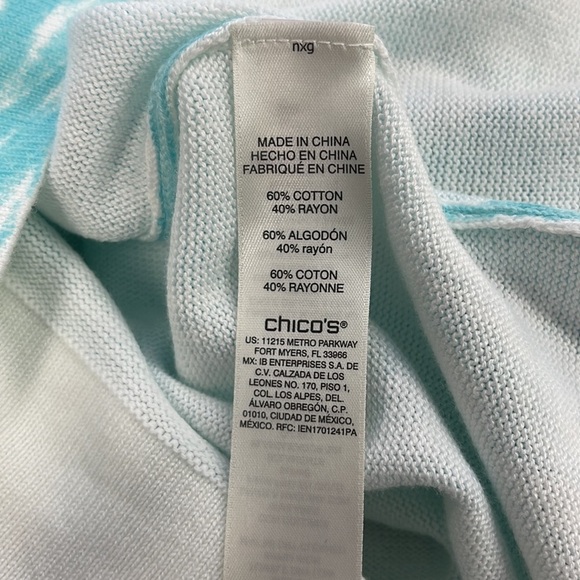 nxg
MADE IN CHINA
HECHO EN CHINA
FABRIQUÉ EN CHINE
60% COTTON
40% RAYON
60% ALGODÓN
40% rayón
60% COTON
40% RAYONNE
chico's®
US: 11215 METRO PARKWAY
FORT MYERS, FL 33966
MX: IB ENTERPRISES S.A. DE
C.V. CALZADA DE LOS
LEONES NO. 170, PISO 1,
COL. LOS ALPES, DEL.
ÁLVARO OBREGÓN, C.P.
01010, CIUDAD DE MÉXICO,
MÉXICO. RFC: IEN1701241PA